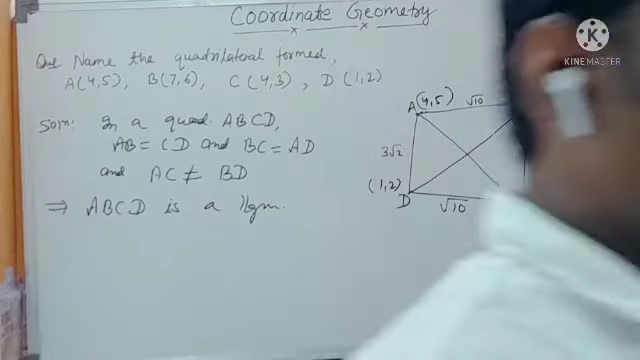 Coordinate Geometry
Que Name the quadrilateral formed,
A(4,5), B(7,6), C(4,3), D(1,2)
Soln: In a quad. ABCD,
AB = CD and BC = AD
and AC ≠ BD
⇒ ABCD is a ||gm.
A(4,5) √10
3√2
(1,2)
D √10
K
KINEMASTER